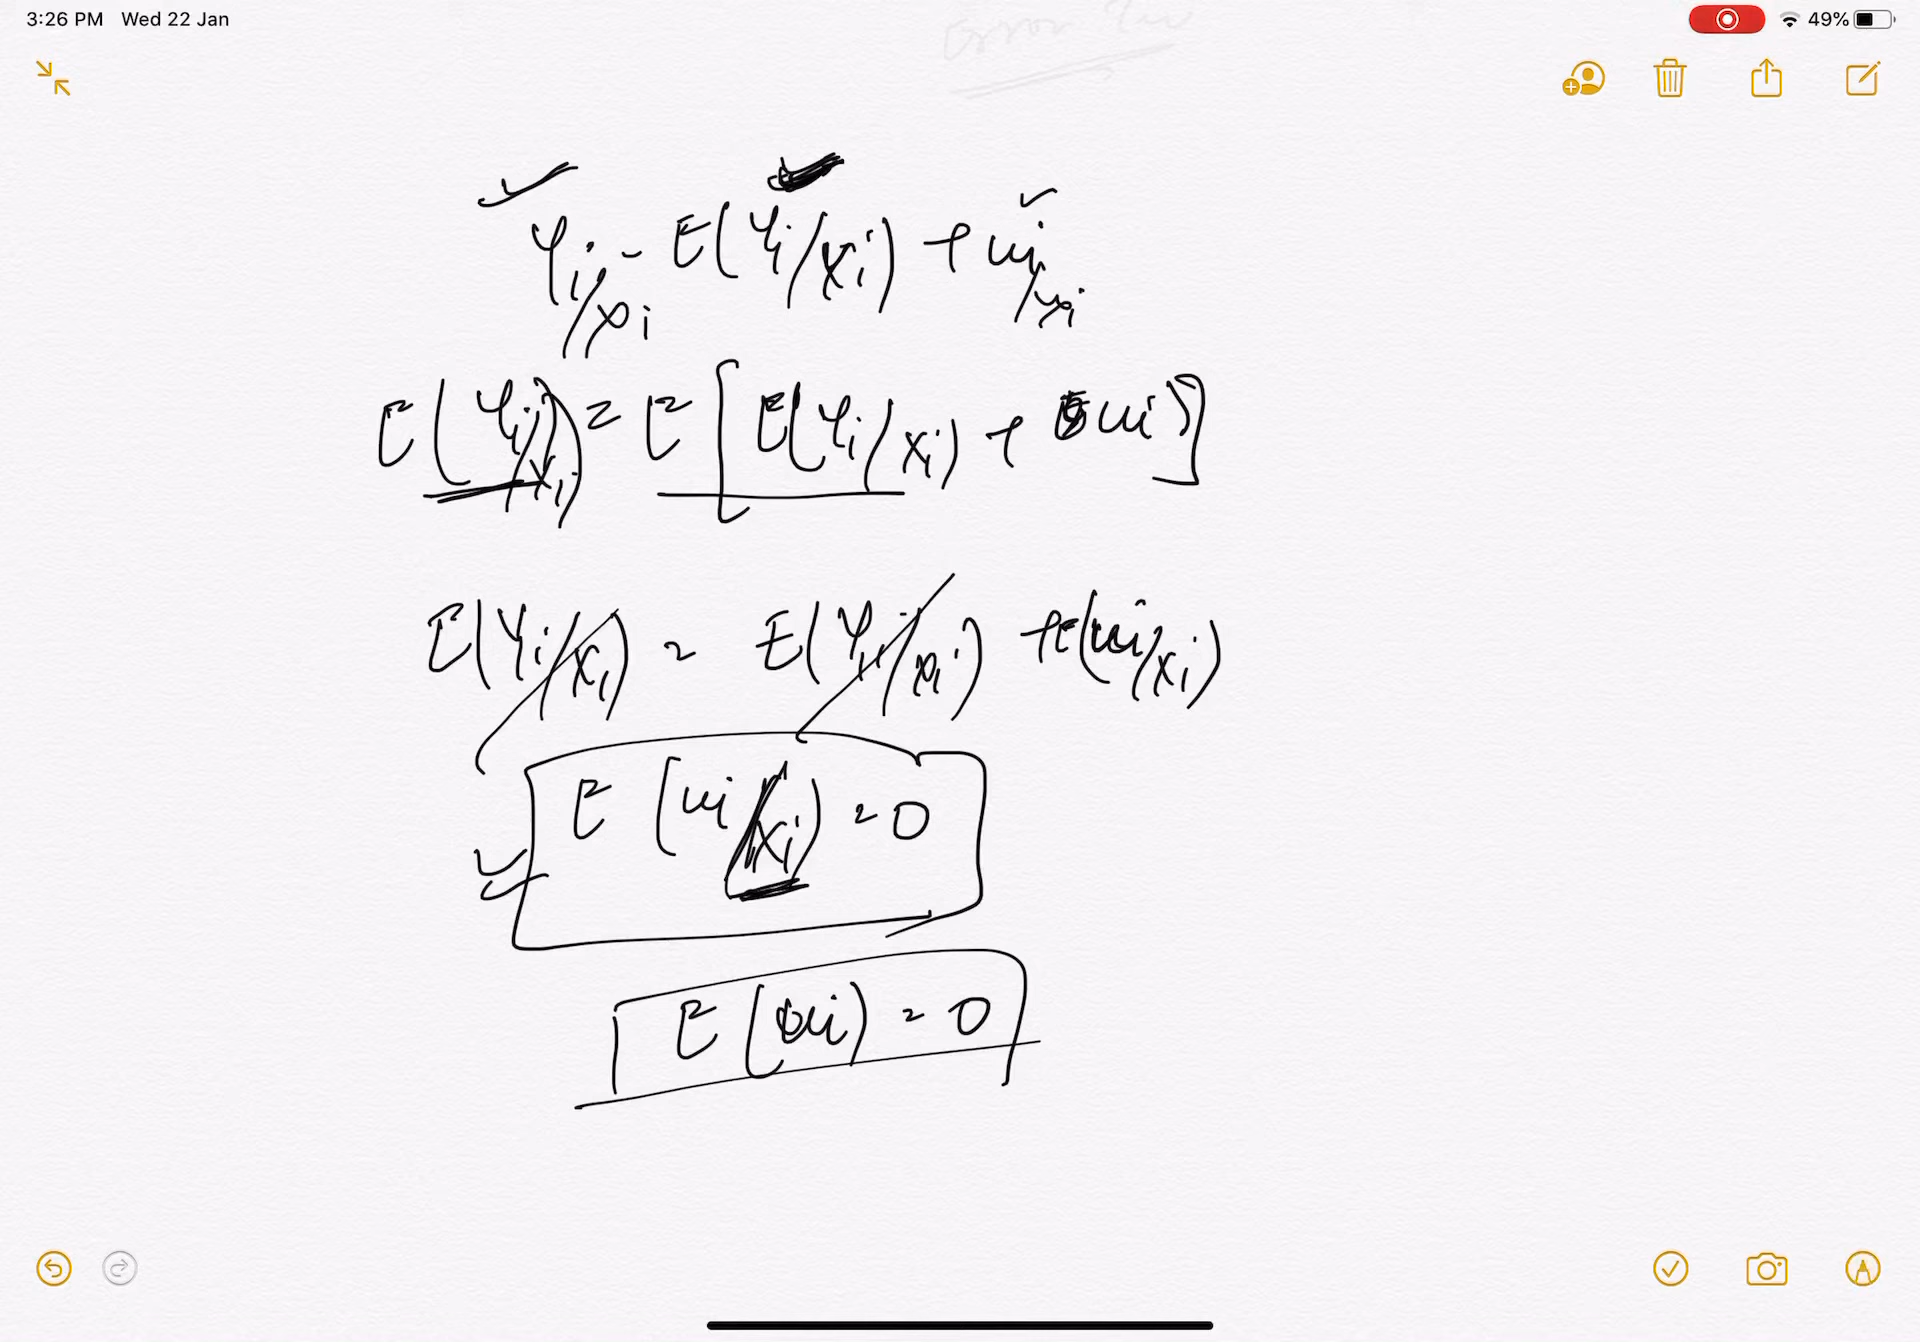 3:26 PM Wed 22 Jan
49%
Error
Yi/xi = E(Yi/Xi) + ui/xi
E(Yi/Xi) = E[E(Yi/Xi) + ui)]
E(Yi/Xi) = E(Yi/xi) + E(ui/Xi)
E(ui/Xi) = 0
E(ui) = 0